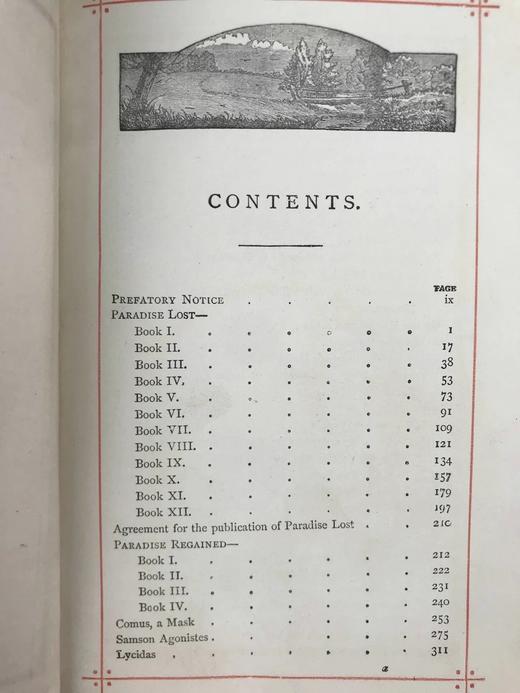 CONTENTS.
PAGE
PREFATORY NOTICE . . . . . ix
PARADISE LOST—
Book I. . . . . . . 1
Book II. . . . . . . 17
Book III. . . . . . . 38
Book IV. . . . . . . 53
Book V. . . . . . . 73
Book VI. . . . . . . 91
Book VII. . . . . . . 109
Book VIII. . . . . . . 121
Book IX. . . . . . . 134
Book X. . . . . . . 157
Book XI. . . . . . . 179
Book XII. . . . . . . 197
Agreement for the publication of Paradise Lost . . 210
PARADISE REGAINED—
Book I. . . . . . . 212
Book II. . . . . . . 222
Book III. . . . . . . 231
Book IV. . . . . . . 240
Comus, a Mask . . . . . . 253
Samson Agonistes . . . . . . 275
Lycidas . . . . . . 311
a